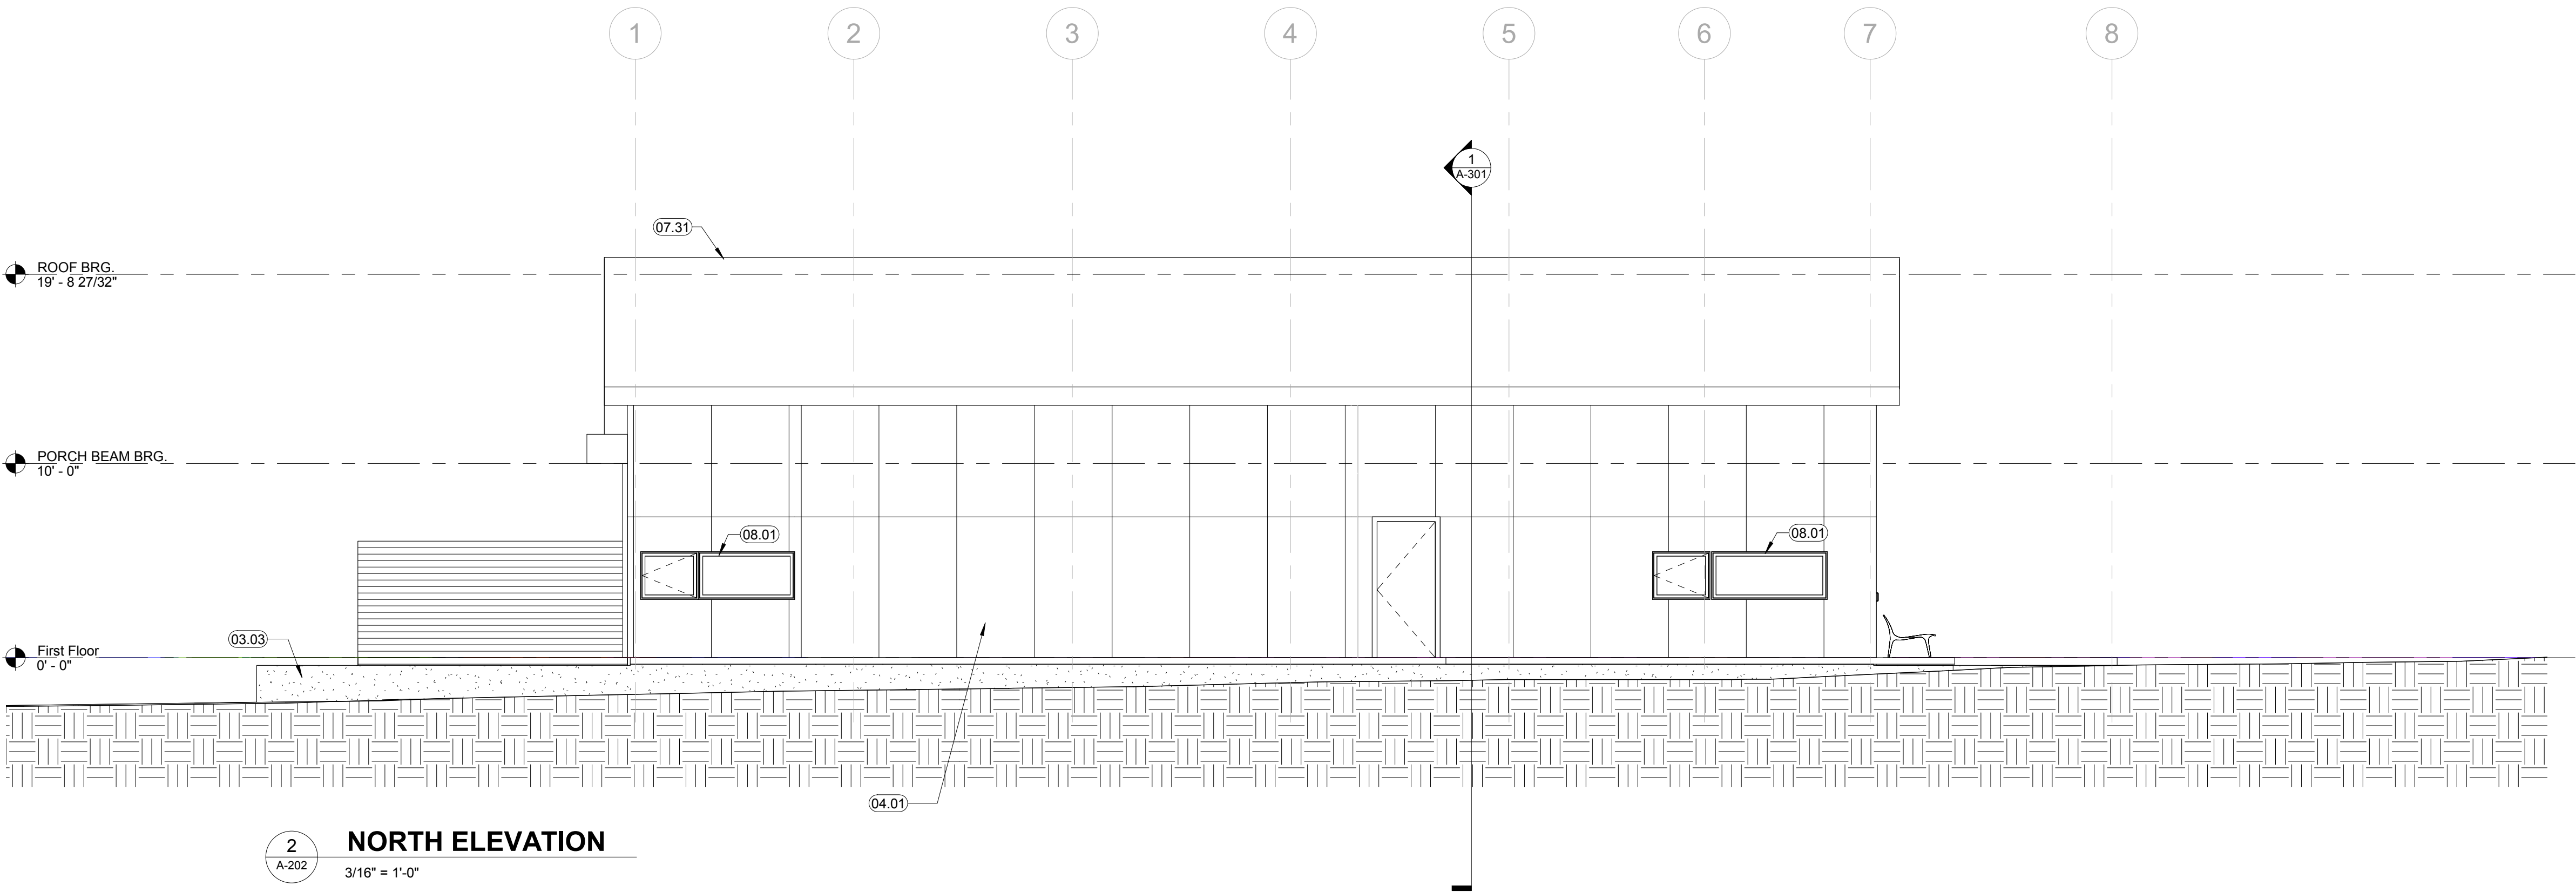 1 2 3 4 5 6 7 8
1
A-301
07.31
ROOF BRG.
19' - 8 27/32"
PORCH BEAM BRG.
10' - 0"
08.01
08.01
03.03
First Floor
0' - 0"
04.01
2
A-202
NORTH ELEVATION
3/16" = 1'-0"